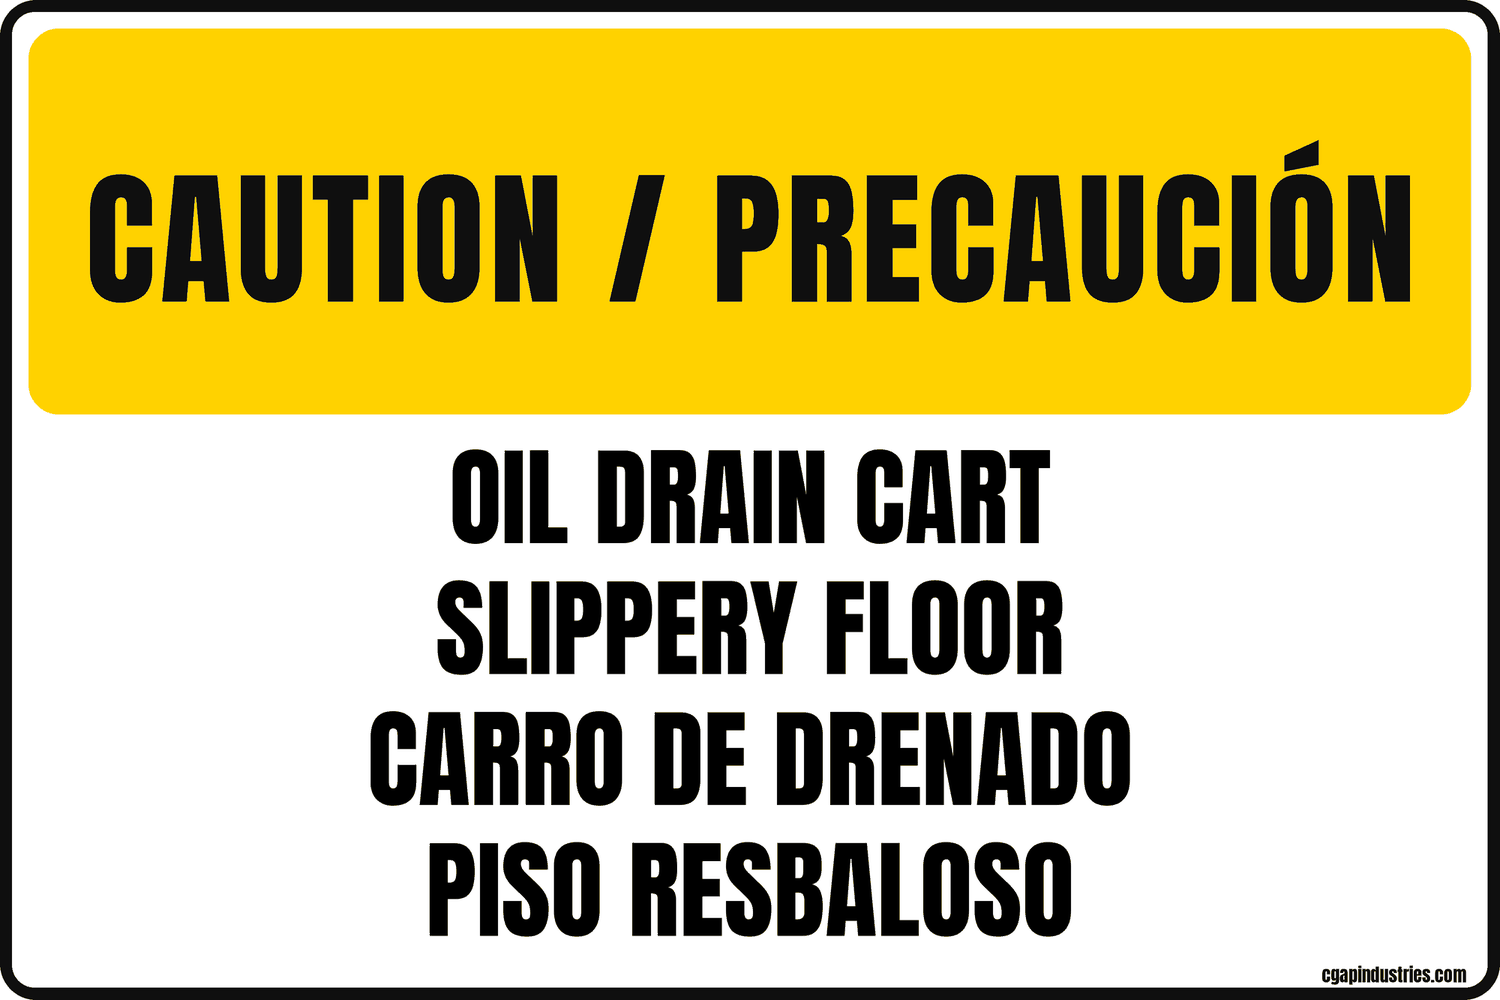 CAUTION / PRECAUCIÓN
OIL DRAIN CART
SLIPPERY FLOOR
CARRO DE DRENADO
PISO RESBALOSO
cgapindustries.com